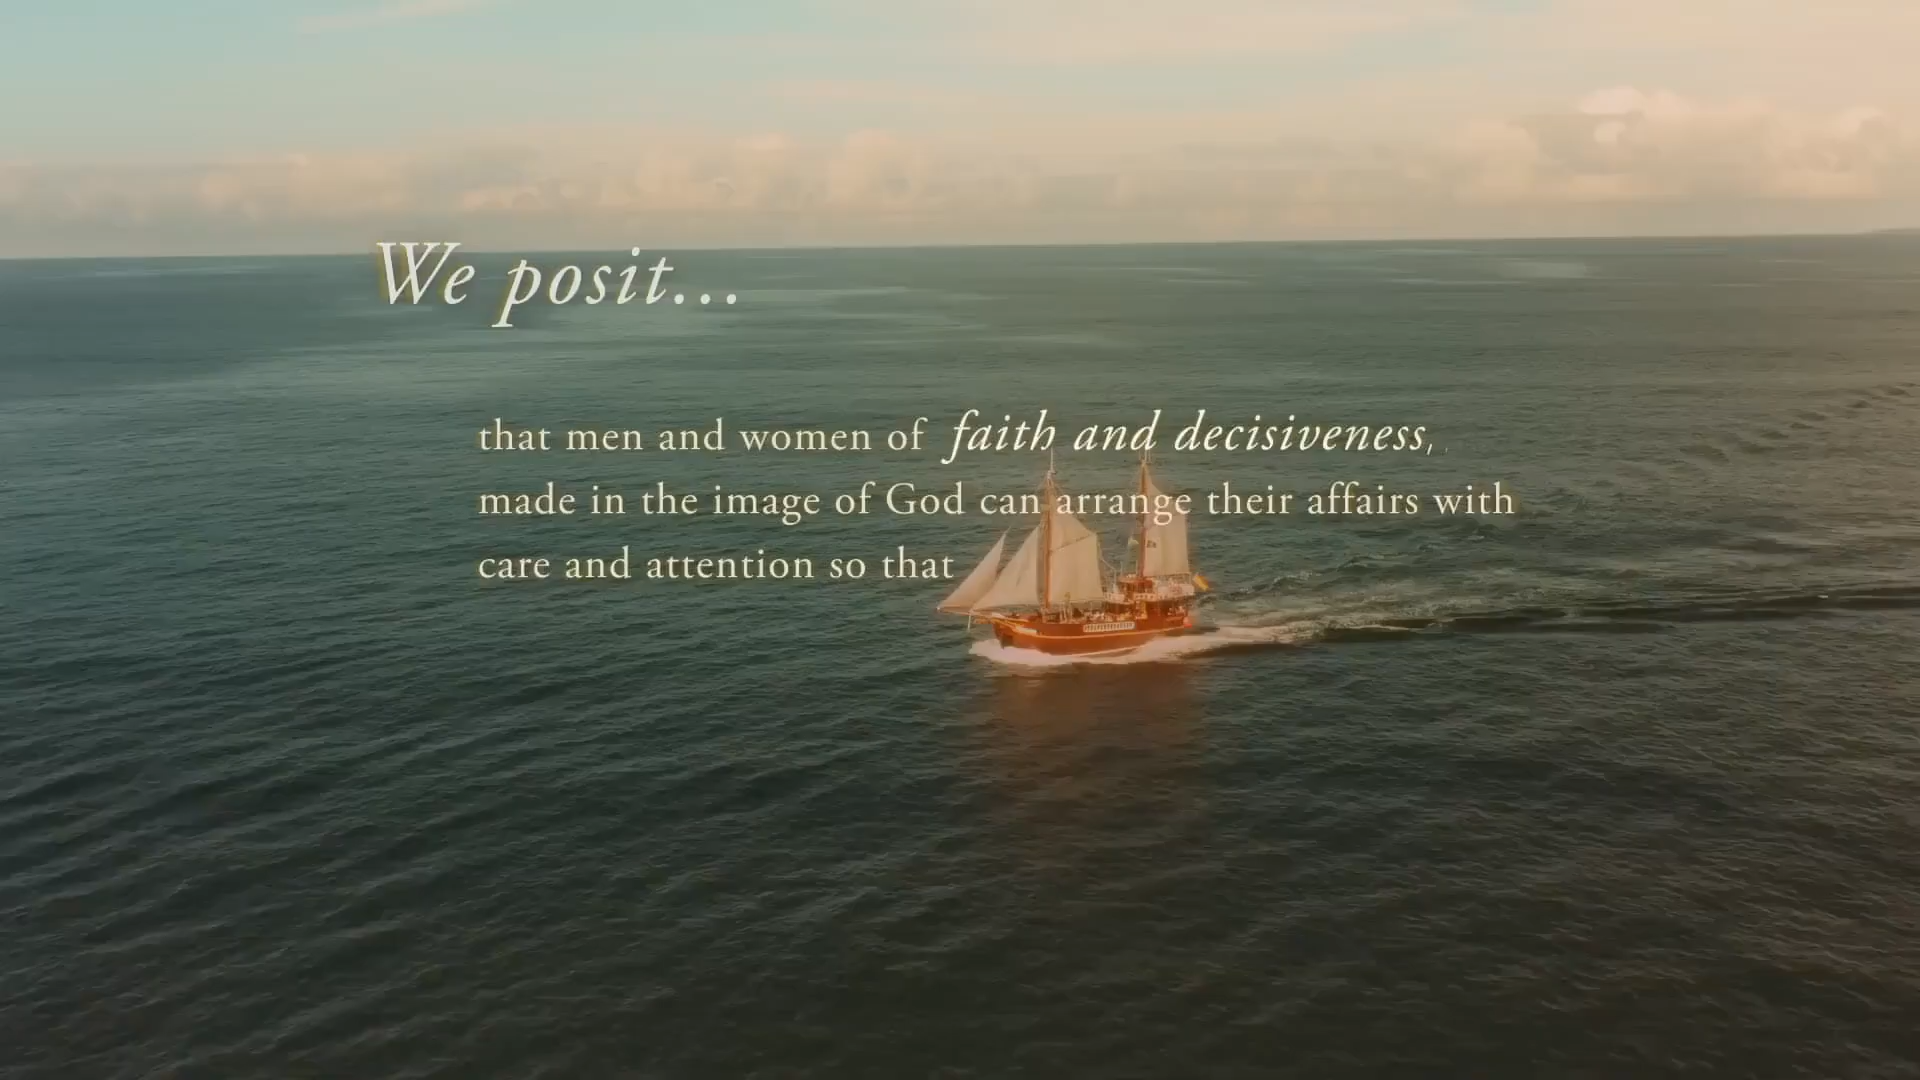 We posit...
that men and women of faith and decisiveness,
made in the image of God can arrange their affairs with
care and attention so that